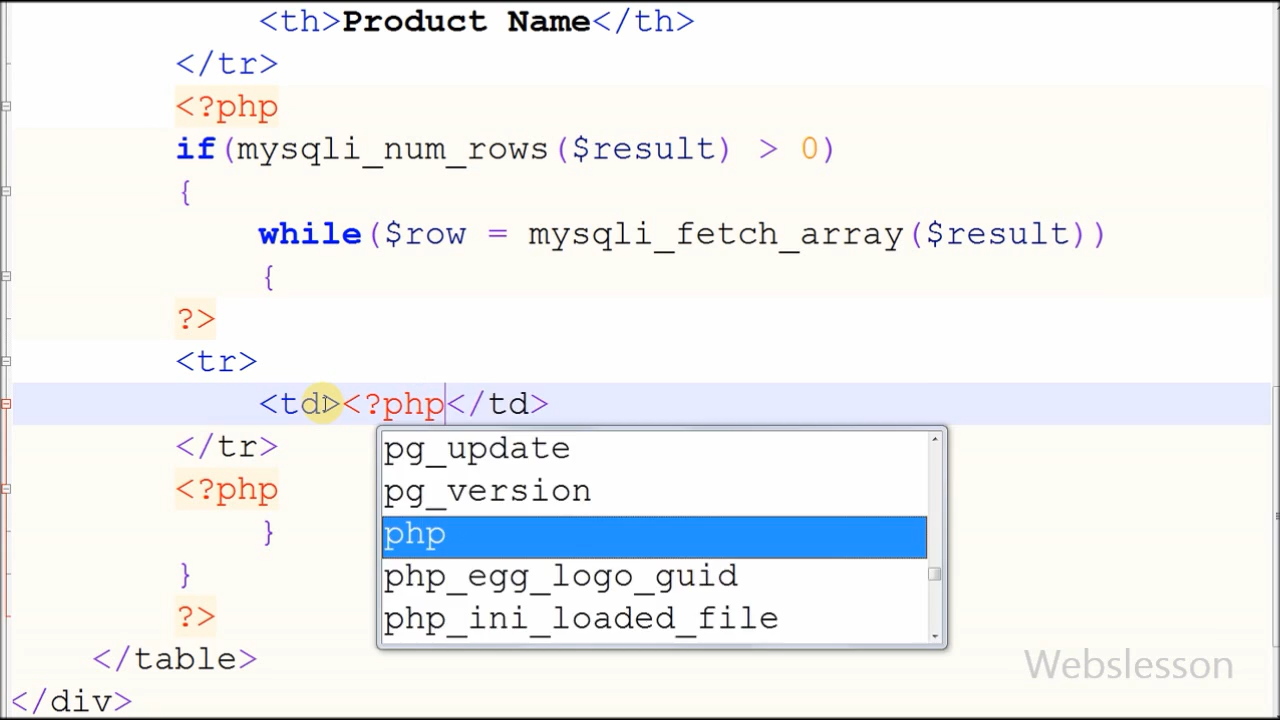 <th>Product Name</th>
</tr>
<?php
if(mysqli_num_rows($result) > 0)
{
while($row = mysqli_fetch_array($result))
{
?>
<tr>
<td><?php</td>
</tr>
<?php
}
}
?>
</table>
</div>
pg_update
pg_version
php
php_egg_logo_guid
php_ini_loaded_file
Webslesson